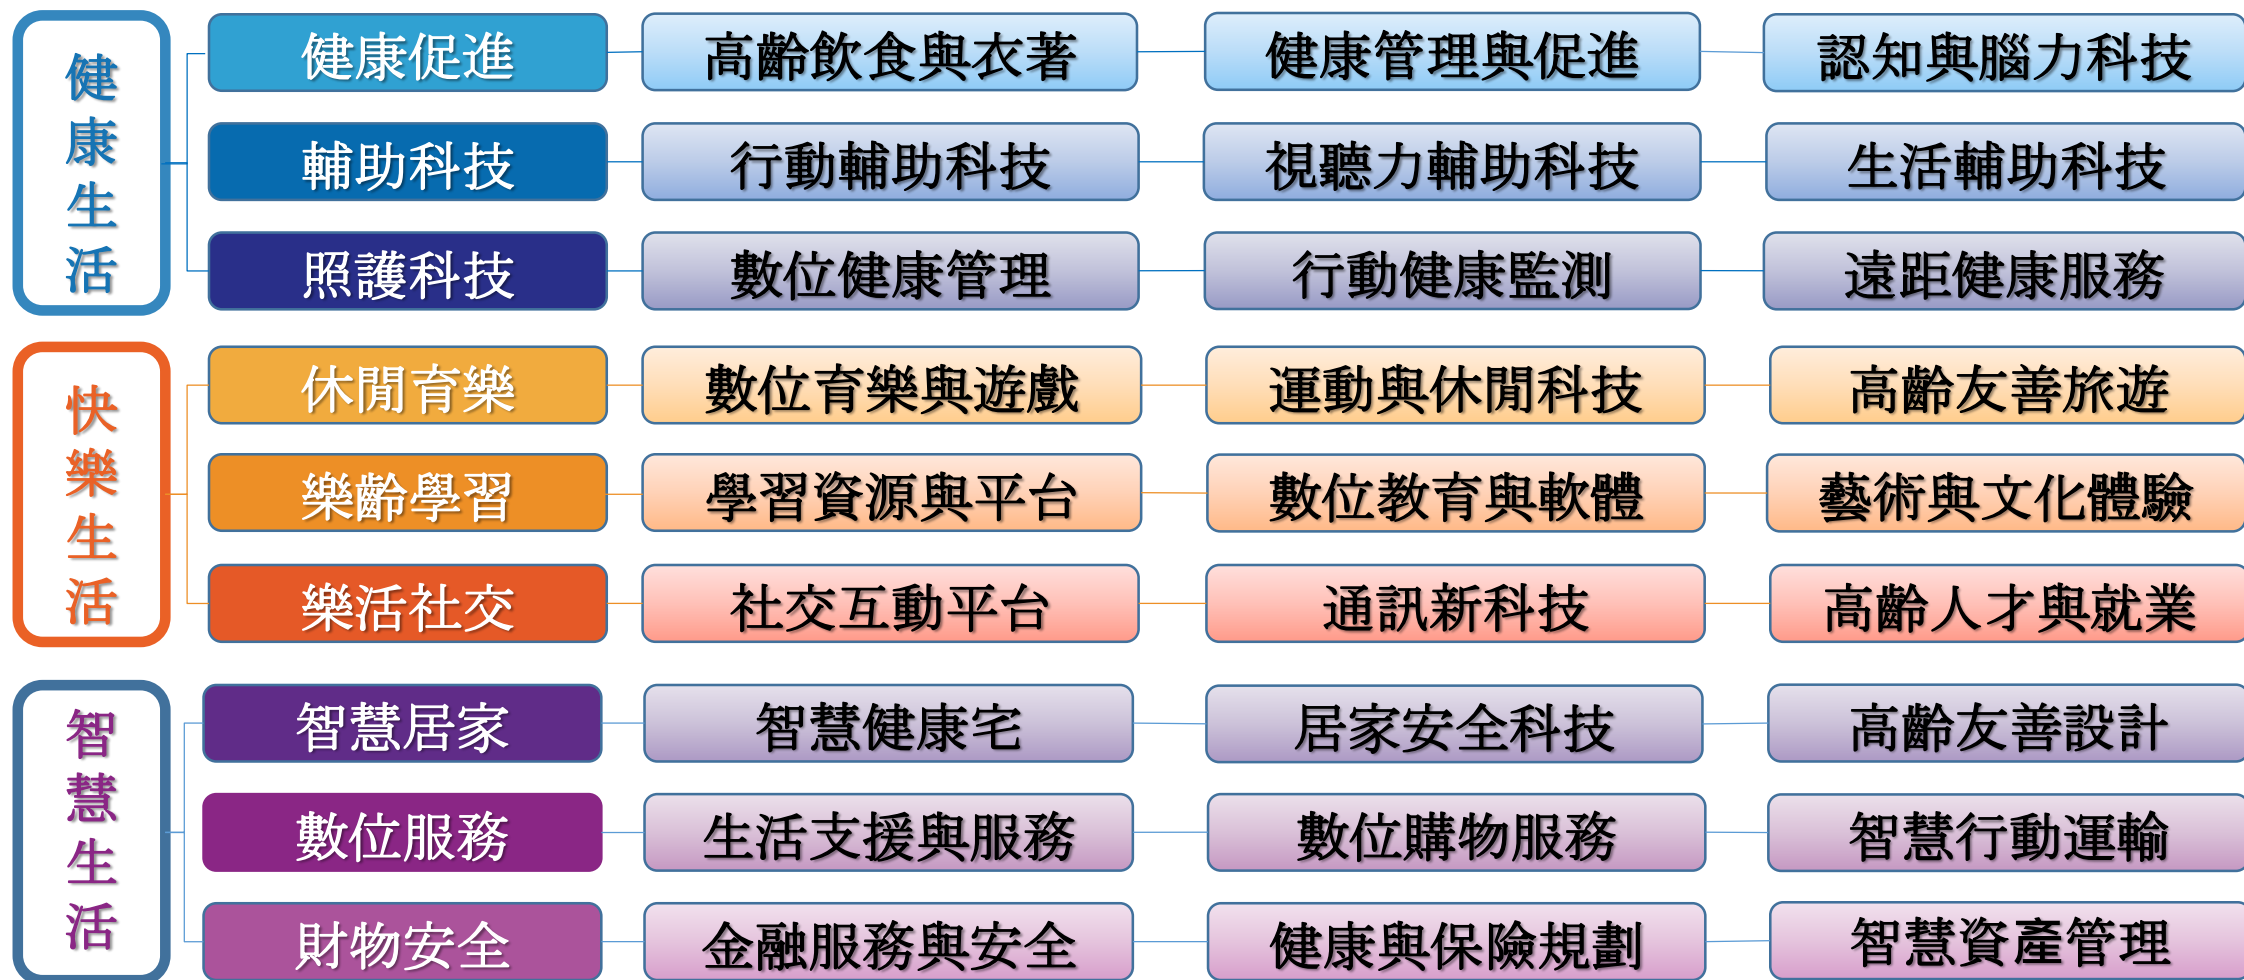 健康生活
健康促進 高齡飲食與衣著 健康管理與促進 認知與腦力科技
輔助科技 行動輔助科技 視聽力輔助科技 生活輔助科技
照護科技 數位健康管理 行動健康監測 遠距健康服務
快樂生活
休閒育樂 數位育樂與遊戲 運動與休閒科技 高齡友善旅遊
樂齡學習 學習資源與平台 數位教育與軟體 藝術與文化體驗
樂活社交 社交互動平台 通訊新科技 高齡人才與就業
智慧生活
智慧居家 智慧健康宅 居家安全科技 高齡友善設計
數位服務 生活支援與服務 數位購物服務 智慧行動運輸
財物安全 金融服務與安全 健康與保險規劃 智慧資產管理